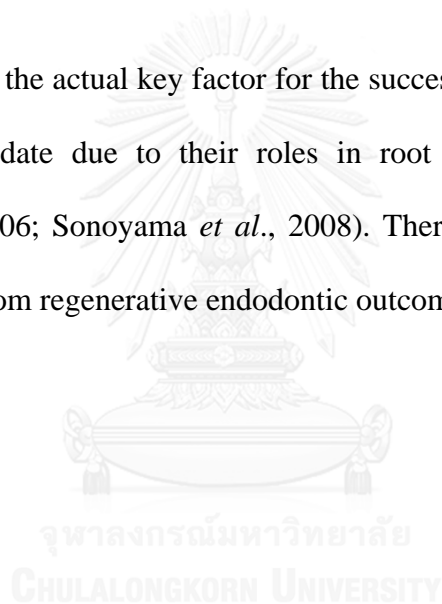 the actual key factor for the succes
date due to their roles in root
06; Sonoyama et al., 2008). Ther
om regenerative endodontic outcom
จุฬาลงกรณ์มหาวิทยาลัย
CHULALONGKORN UNIVERSITY